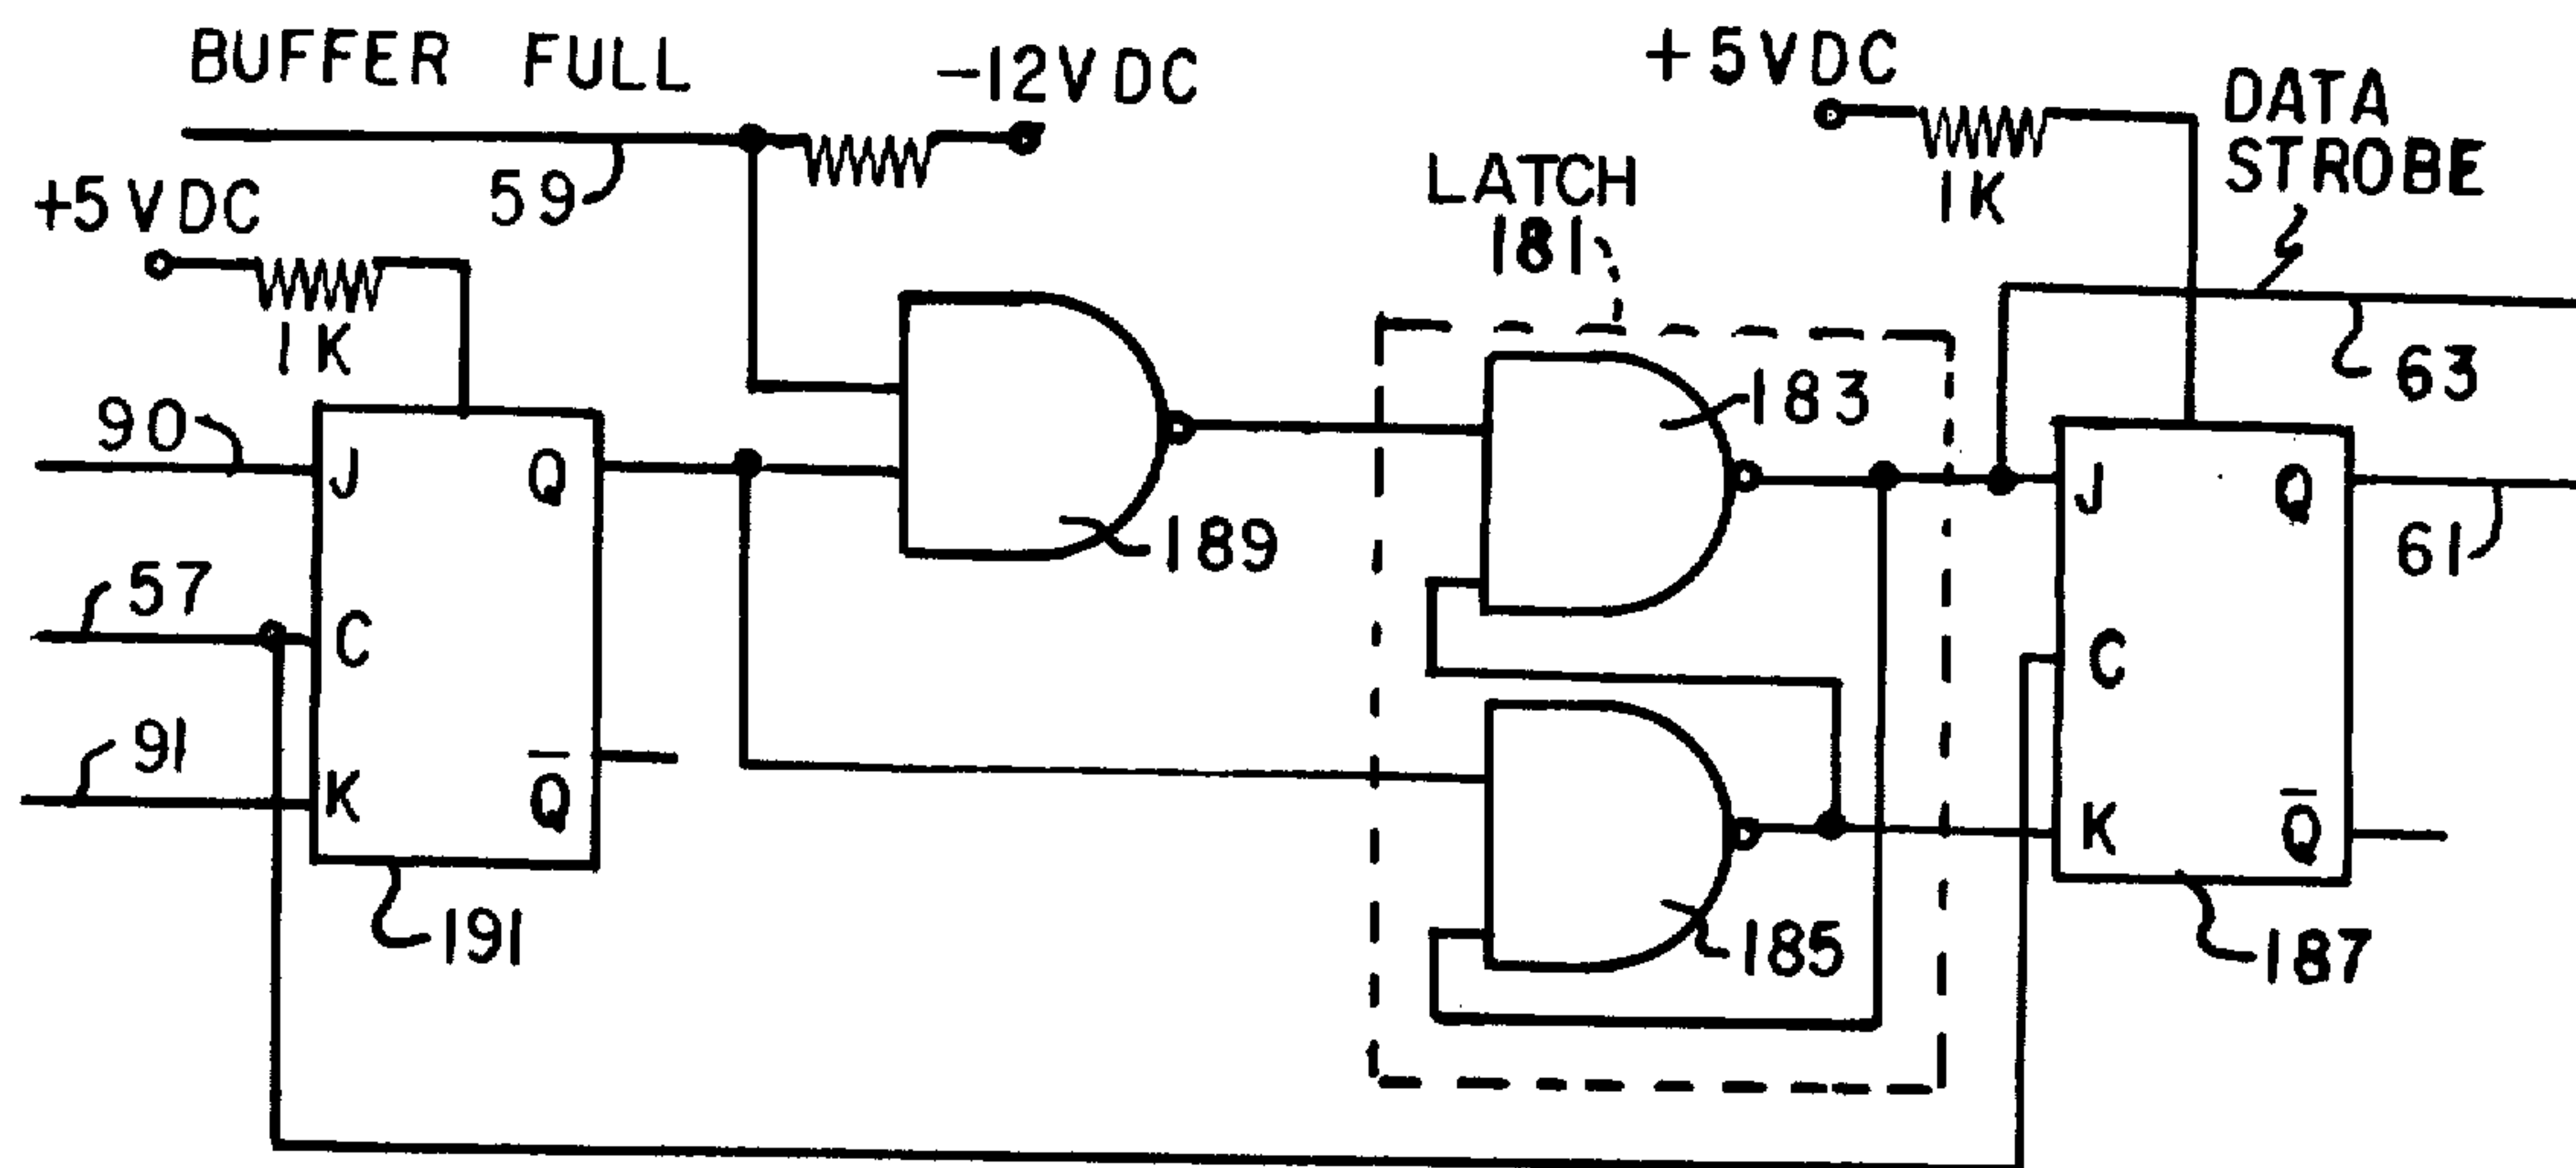 BUFFER FULL
-12VDC
+5VDC
DATA
STROBE
59
+5VDC
LATCH
181
1K
1K
63
183
90
J
Q
189
J
Q
61
57
C
C
91
K
Q̅
K
Q̅
191
185
187